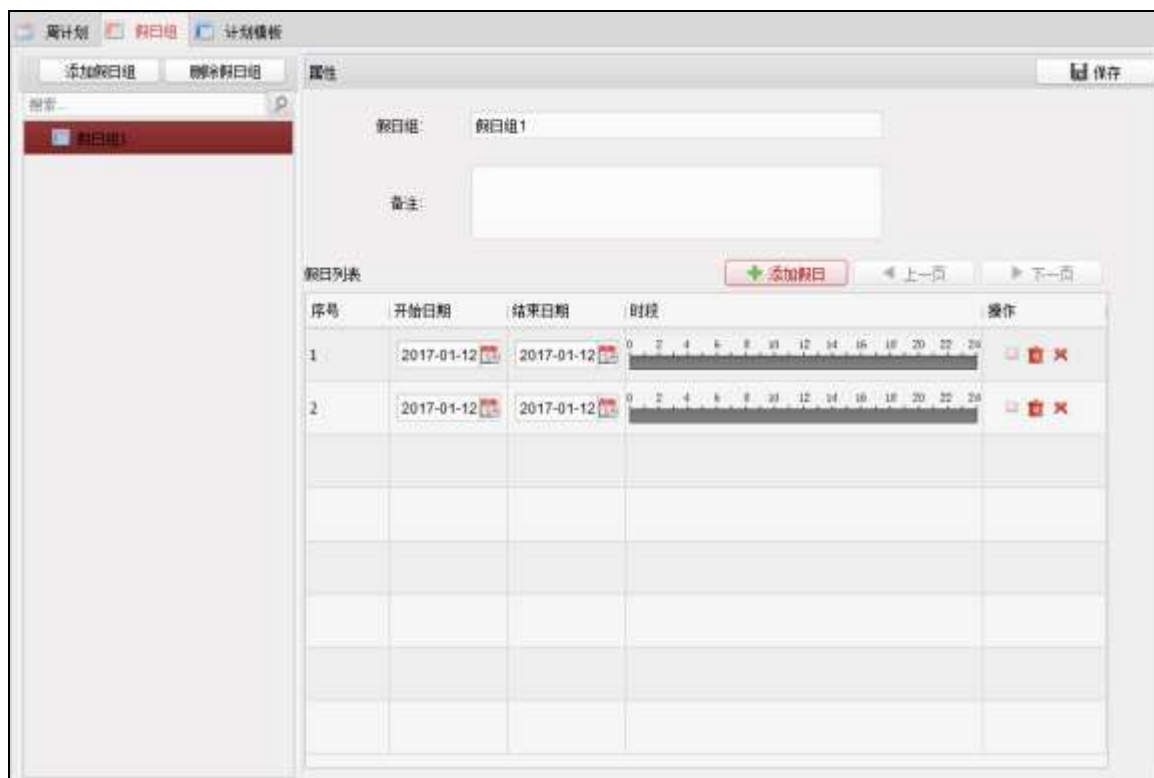 周计划 假日组 计划模板
添加假日组 删除假日组 属性 保存
搜索...
假日组1
假日组: 假日组1
备注:
假日列表 添加假日 上一页 下一页
序号 开始日期 结束日期 时段 操作
0 2 4 6 8 10 12 14 16 18 20 22 24
1 2017-01-12 2017-01-12
0 2 4 6 8 10 12 14 16 18 20 22 24
2 2017-01-12 2017-01-12